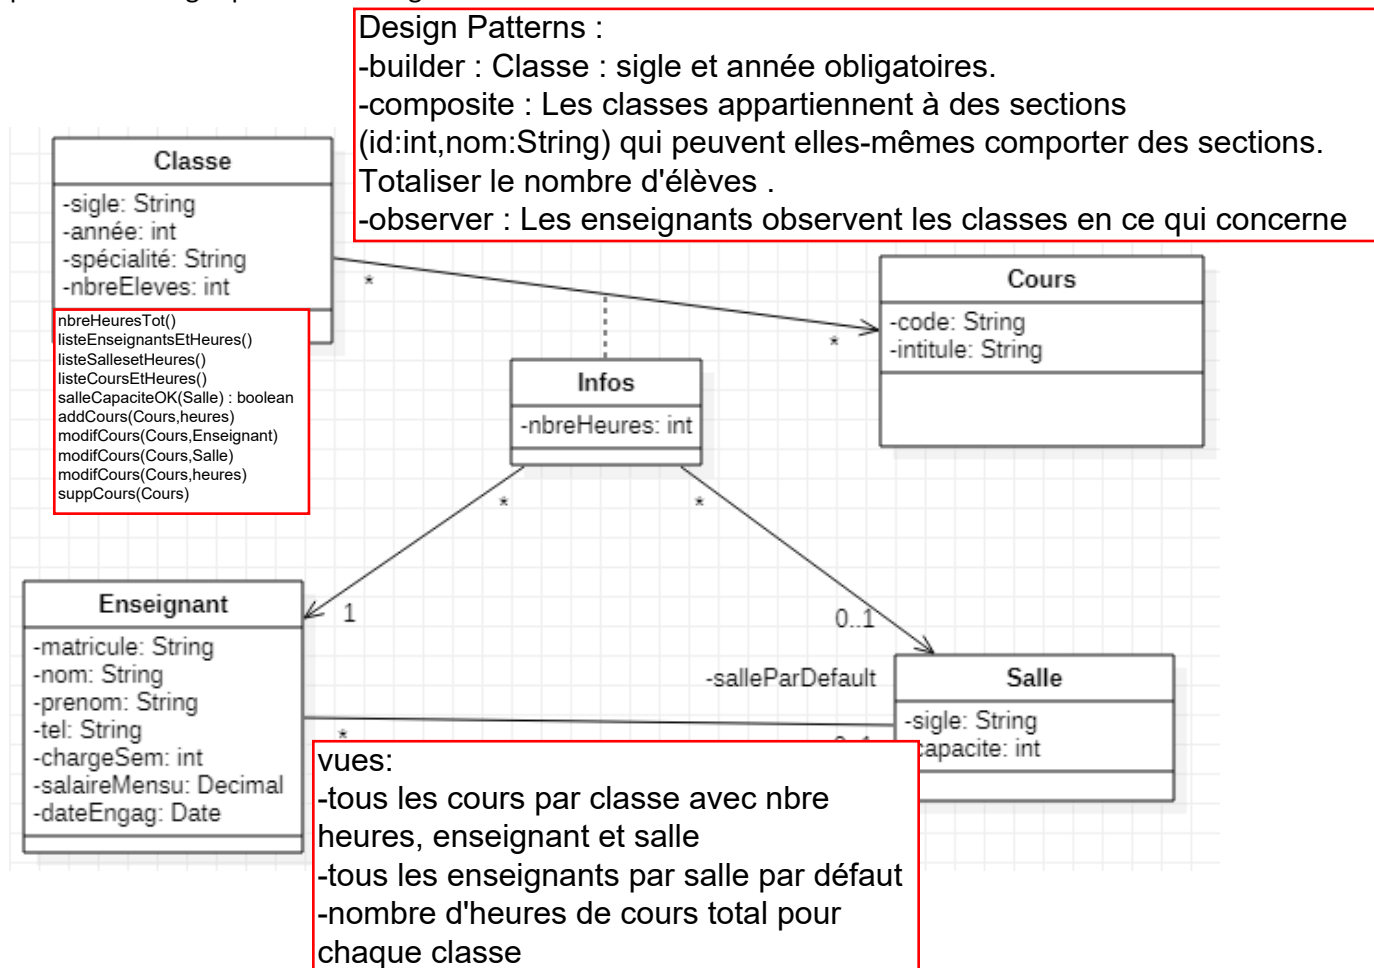 Design Patterns :
-builder : Classe : sigle et année obligatoires.
-composite : Les classes appartiennent à des sections
(id:int,nom:String) qui peuvent elles-mêmes comporter des sections.
Totaliser le nombre d'élèves .
-observer : Les enseignants observent les classes en ce qui concerne
Classe
-sigle: String
-année: int
-spécialité: String
-nbreEleves: int
nbreHeuresTot()
listeEnseignantsEtHeures()
listeSallesetHeures()
listeCoursEtHeures()
salleCapaciteOK(Salle) : boolean
addCours(Cours,heures)
modifCours(Cours,Enseignant)
modifCours(Cours,Salle)
modifCours(Cours,heures)
suppCours(Cours)
*
*
Cours
-code: String
-intitule: String
Infos
-nbreHeures: int
*
*
1
0..1
Enseignant
-matricule: String
-nom: String
-prenom: String
-tel: String
-chargeSem: int
-salaireMensu: Decimal
-dateEngag: Date
-salleParDefault
*
Salle
-sigle: String
capacite: int
vues:
-tous les cours par classe avec nbre
heures, enseignant et salle
-tous les enseignants par salle par défaut
-nombre d'heures de cours total pour
chaque classe